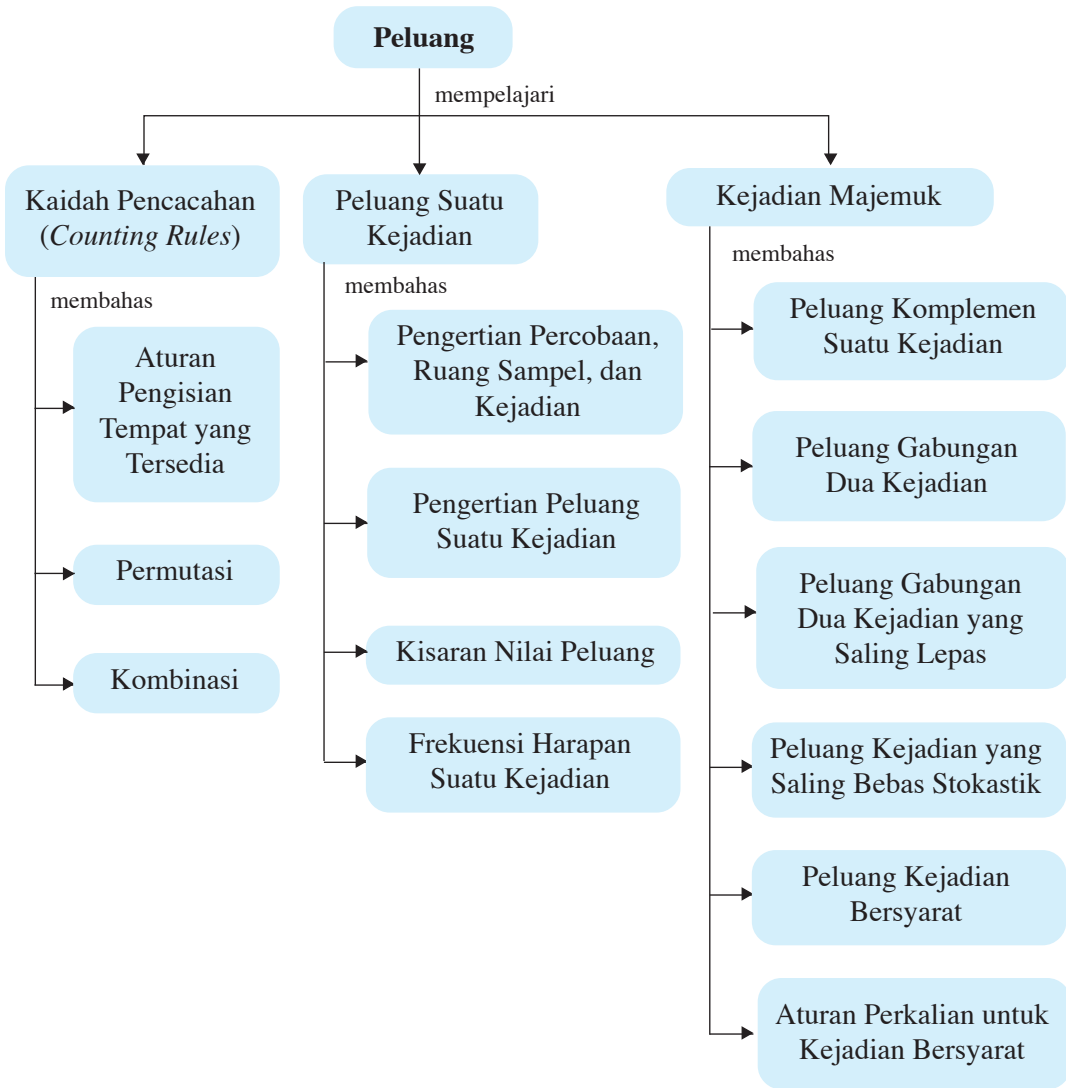 Peluang
mempelajari
Kaidah Pencacahan
(Counting Rules)
membahas
Aturan
Pengisian
Tempat yang
Tersedia
Permutasi
Kombinasi
Peluang Suatu
Kejadian
membahas
Pengertian Percobaan,
Ruang Sampel, dan
Kejadian
Pengertian Peluang
Suatu Kejadian
Kisaran Nilai Peluang
Frekuensi Harapan
Suatu Kejadian
Kejadian Majemuk
membahas
Peluang Komplemen
Suatu Kejadian
Peluang Gabungan
Dua Kejadian
Peluang Gabungan
Dua Kejadian yang
Saling Lepas
Peluang Kejadian yang
Saling Bebas Stokastik
Peluang Kejadian
Bersyarat
Aturan Perkalian untuk
Kejadian Bersyarat